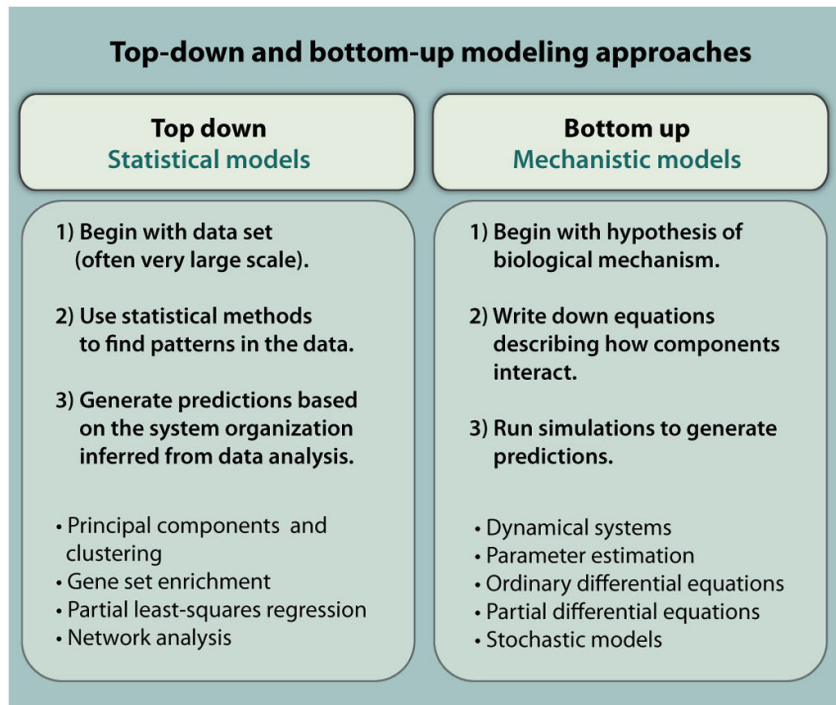 Top-down and bottom-up modeling approaches
Top down
Statistical models
1) Begin with data set
(often very large scale).
2) Use statistical methods
to find patterns in the data.
3) Generate predictions based
on the system organization
inferred from data analysis.
• Principal components and
clustering
• Gene set enrichment
• Partial least-squares regression
• Network analysis
Bottom up
Mechanistic models
1) Begin with hypothesis of
biological mechanism.
2) Write down equations
describing how components
interact.
3) Run simulations to generate
predictions.
• Dynamical systems
• Parameter estimation
• Ordinary differential equations
• Partial differential equations
• Stochastic models